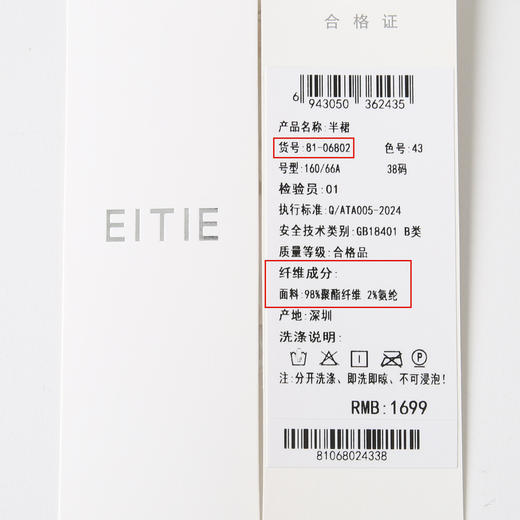 合格证
EITIE
6 943050 362435
产品名称:半裙
货号:81-06802 色号:43
号型:160/66A 38码
检验员:01
执行标准:Q/ATA005-2024
安全技术类别:GB18401 B类
质量等级:合格品
纤维成分:
面料:98%聚酯纤维 2%氨纶
产地:深圳
洗涤说明:
注:分开洗涤、即洗即晾、不可浸泡!
RMB:1699
81068024338